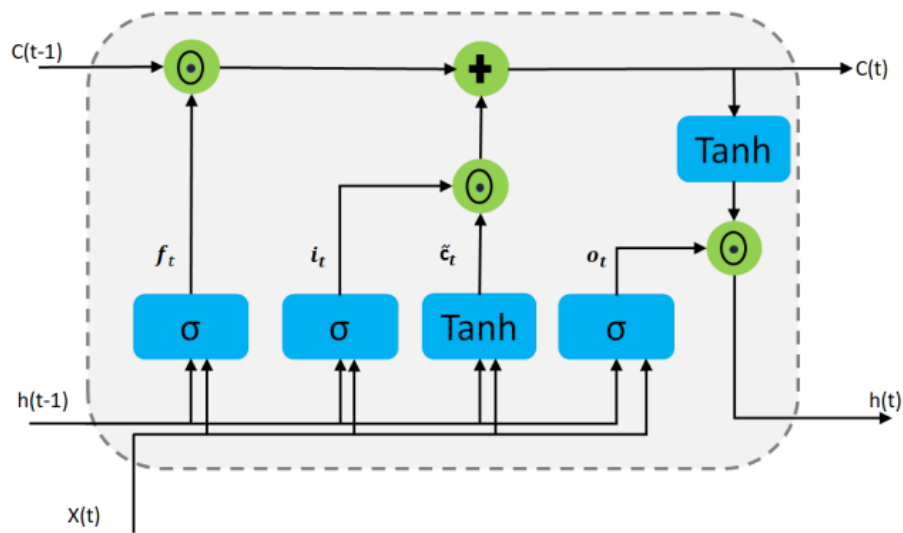 C(t-1)
C(t)
Tanh
f_t
i_t
c̃_t
o_t
σ
σ
Tanh
σ
h(t-1)
h(t)
X(t)